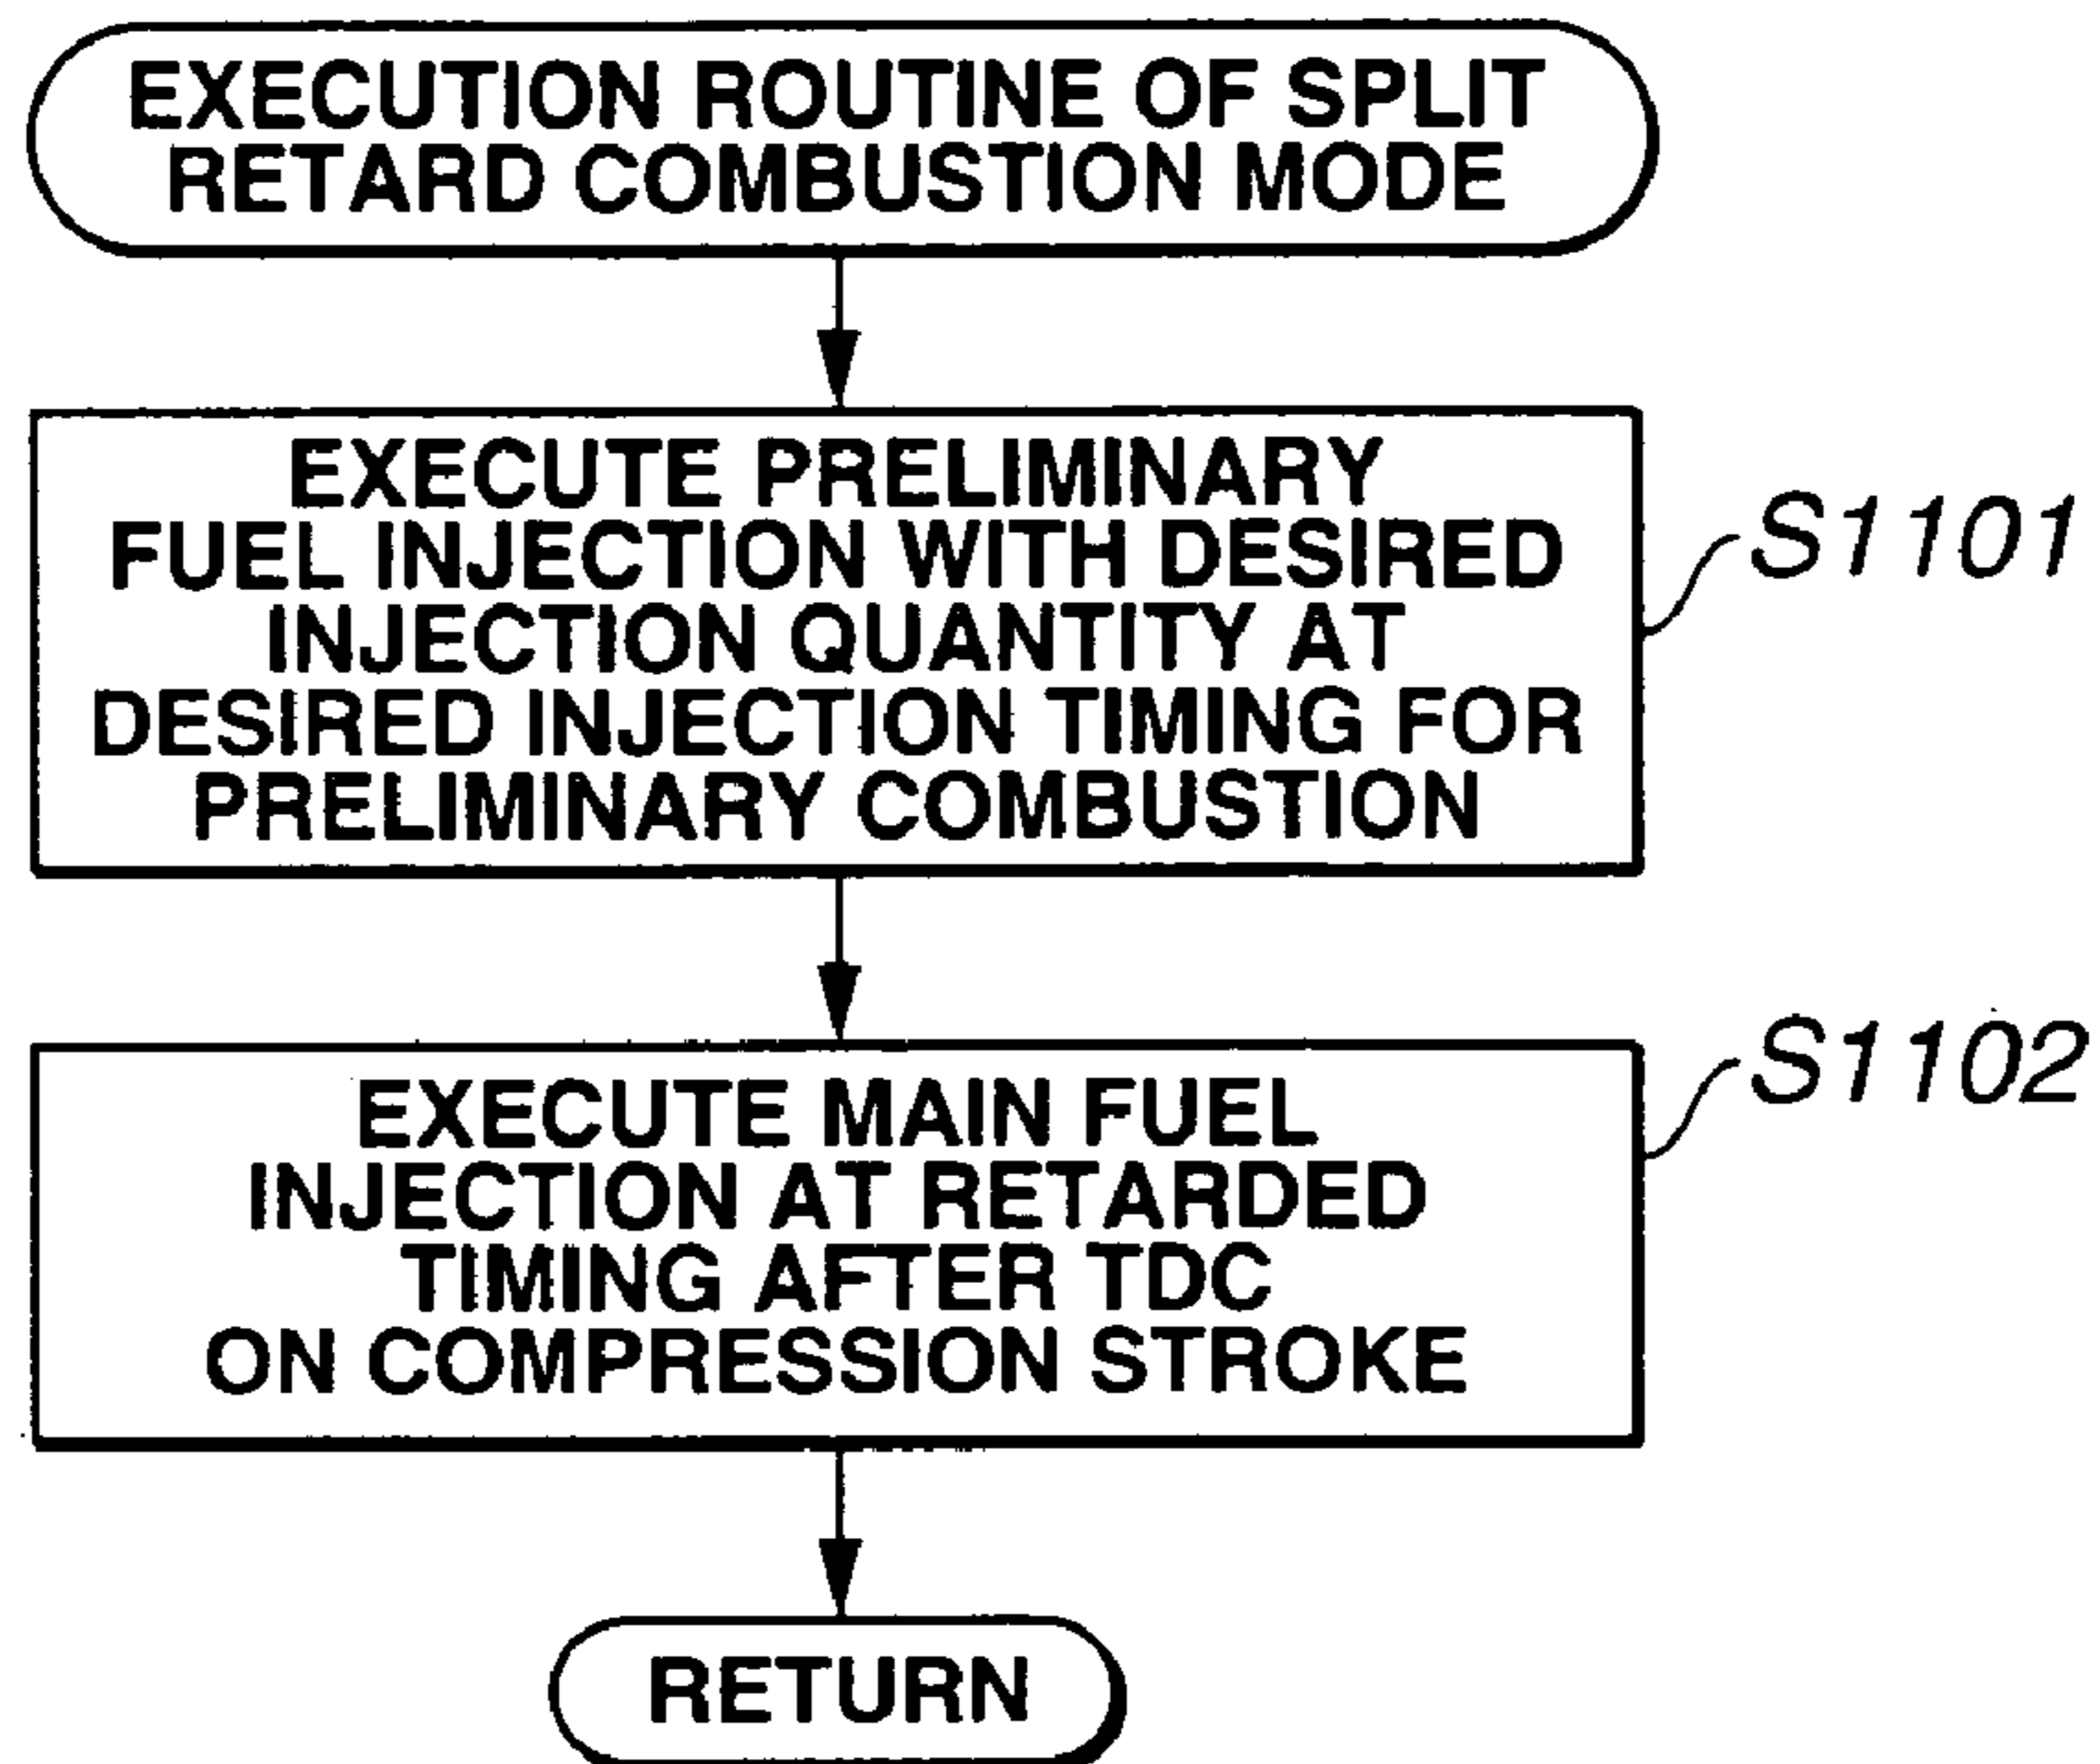 EXECUTION ROUTINE OF SPLIT
RETARD COMBUSTION MODE
EXECUTE PRELIMINARY
FUEL INJECTION WITH DESIRED
INJECTION QUANTITY AT
DESIRED INJECTION TIMING FOR
PRELIMINARY COMBUSTION
S1101
EXECUTE MAIN FUEL
INJECTION AT RETARDED
TIMING AFTER TDC
ON COMPRESSION STROKE
S1102
RETURN